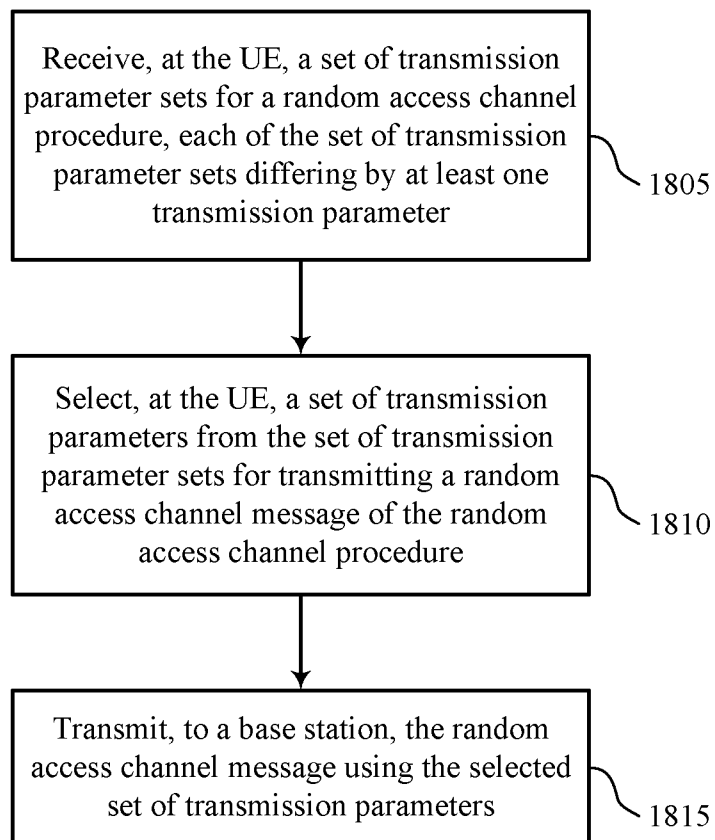 Receive, at the UE, a set of transmission
parameter sets for a random access channel
procedure, each of the set of transmission
parameter sets differing by at least one
transmission parameter
1805
Select, at the UE, a set of transmission
parameters from the set of transmission
parameter sets for transmitting a random
access channel message of the random
access channel procedure
1810
Transmit, to a base station, the random
access channel message using the selected
set of transmission parameters
1815